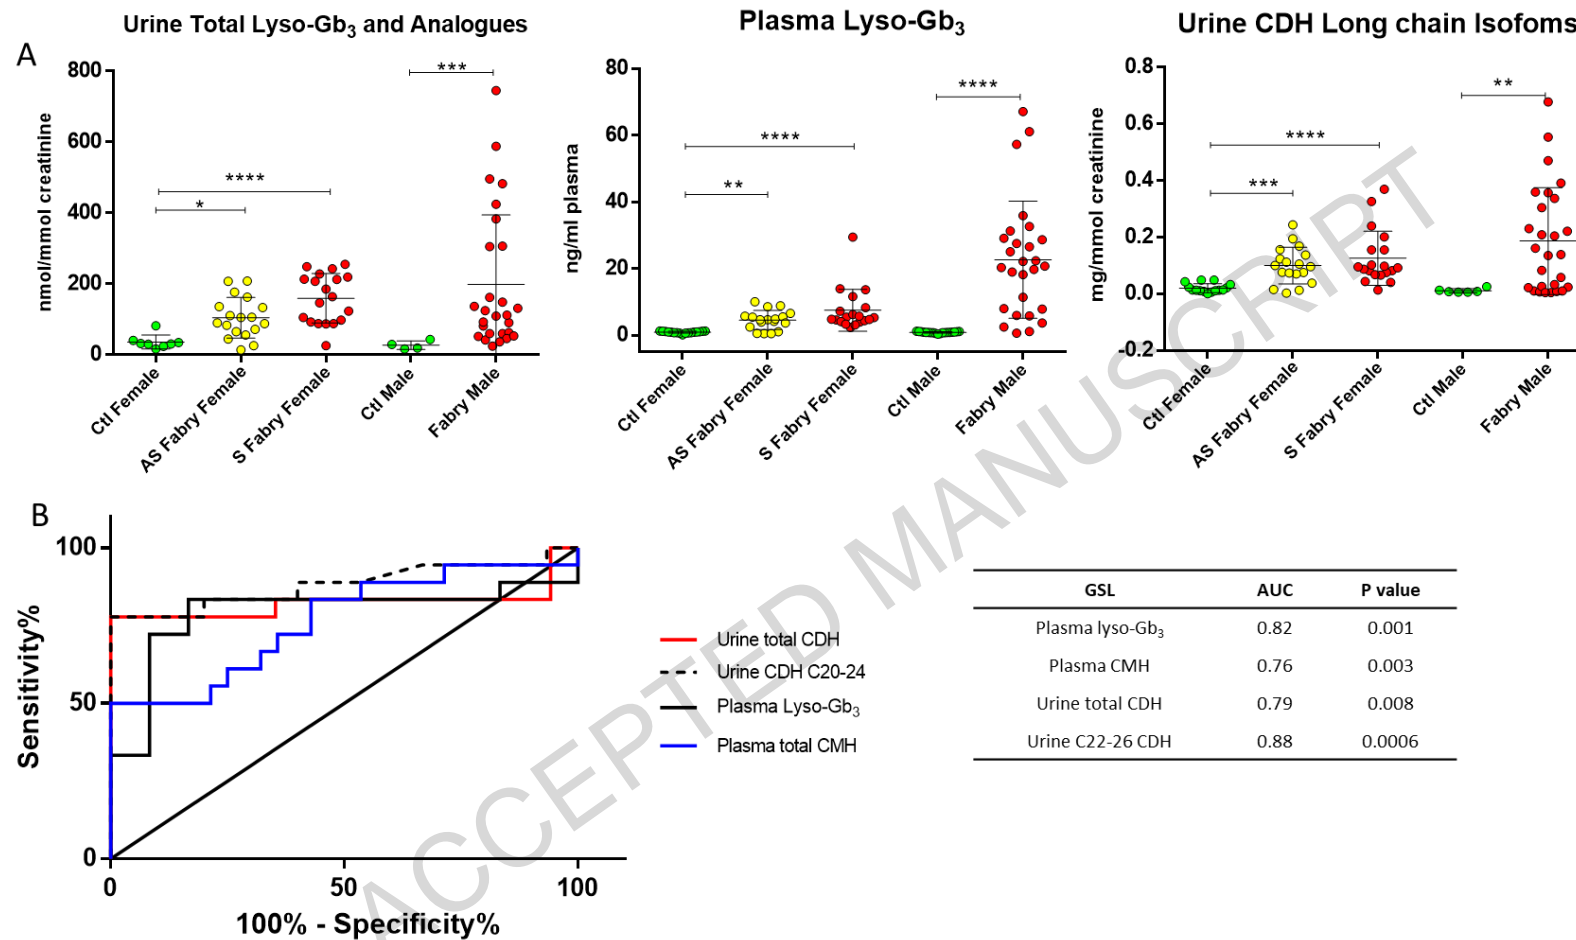 Urine Total Lyso-Gb3 and Analogues
Plasma Lyso-Gb3
Urine CDH Long chain Isofoms
A
nmol/mmol creatinine
800
600
400
200
0
***
****
*
Ctl Female
AS Fabry Female
S Fabry Female
Ctl Male
Fabry Male
ng/ml plasma
80
60
40
20
0
****
****
**
Ctl Female
AS Fabry Female
S Fabry Female
Ctl Male
Fabry Male
mg/mmol creatinine
0.8
0.6
0.4
0.2
0.0
-0.2
**
****
***
Ctl Female
AS Fabry Female
S Fabry Female
Ctl Male
Fabry Male
B
Sensitivity%
100
50
0
0 50 100
100% - Specificity%
Urine total CDH
Urine CDH C20-24
Plasma Lyso-Gb3
Plasma total CMH
GSL AUC P value
Plasma lyso-Gb3 0.82 0.001
Plasma CMH 0.76 0.003
Urine total CDH 0.79 0.008
Urine C22-26 CDH 0.88 0.0006
ACCEPTED MANUSCRIPT